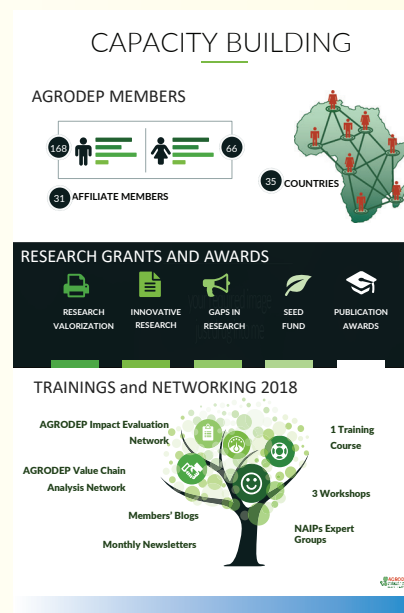 CAPACITY BUILDING
AGRODEP MEMBERS
168
66
31 AFFILIATE MEMBERS
35 COUNTRIES
RESEARCH GRANTS AND AWARDS
RESEARCH
VALORIZATION
INNOVATIVE
RESEARCH
GAPS IN
RESEARCH
SEED
FUND
PUBLICATION
AWARDS
TRAININGS and NETWORKING 2018
AGRODEP Impact Evaluation
Network
AGRODEP Value Chain
Analysis Network
Members' Blogs
Monthly Newsletters
1 Training
Course
3 Workshops
NAIPs Expert
Groups